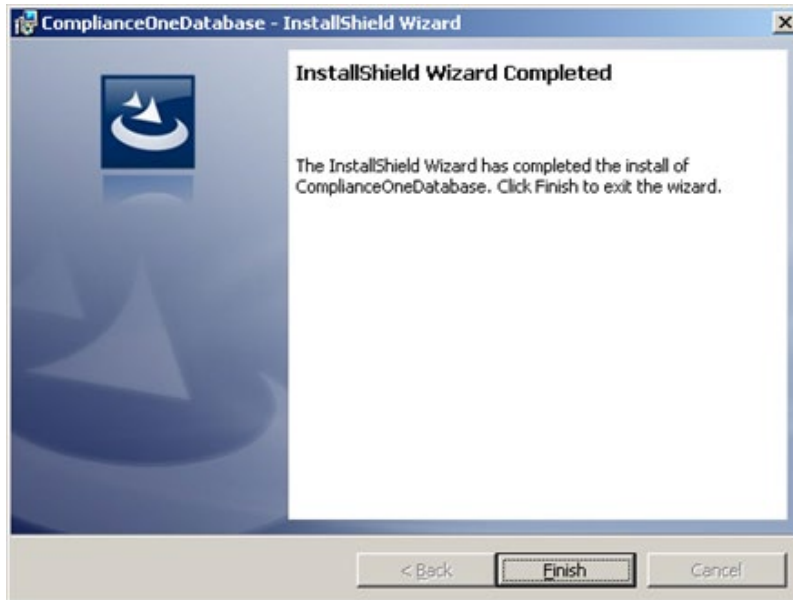 ComplianceOneDatabase - InstallShield Wizard
InstallShield Wizard Completed
The InstallShield Wizard has completed the install of
ComplianceOneDatabase. Click Finish to exit the wizard.
< Back
Finish
Cancel